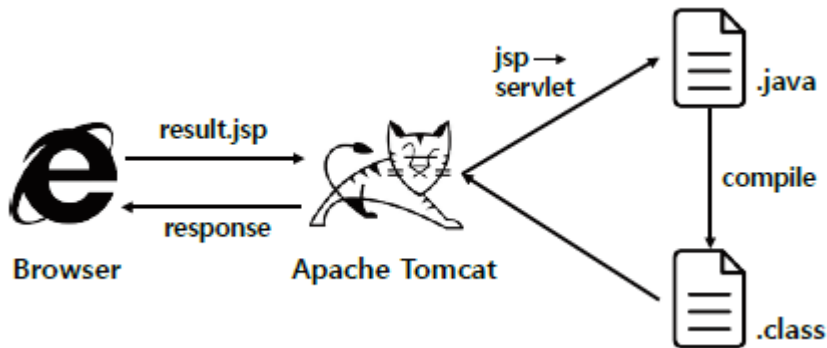 result.jsp
response
Browser
Apache Tomcat
jsp →
servlet
.java
compile
.class